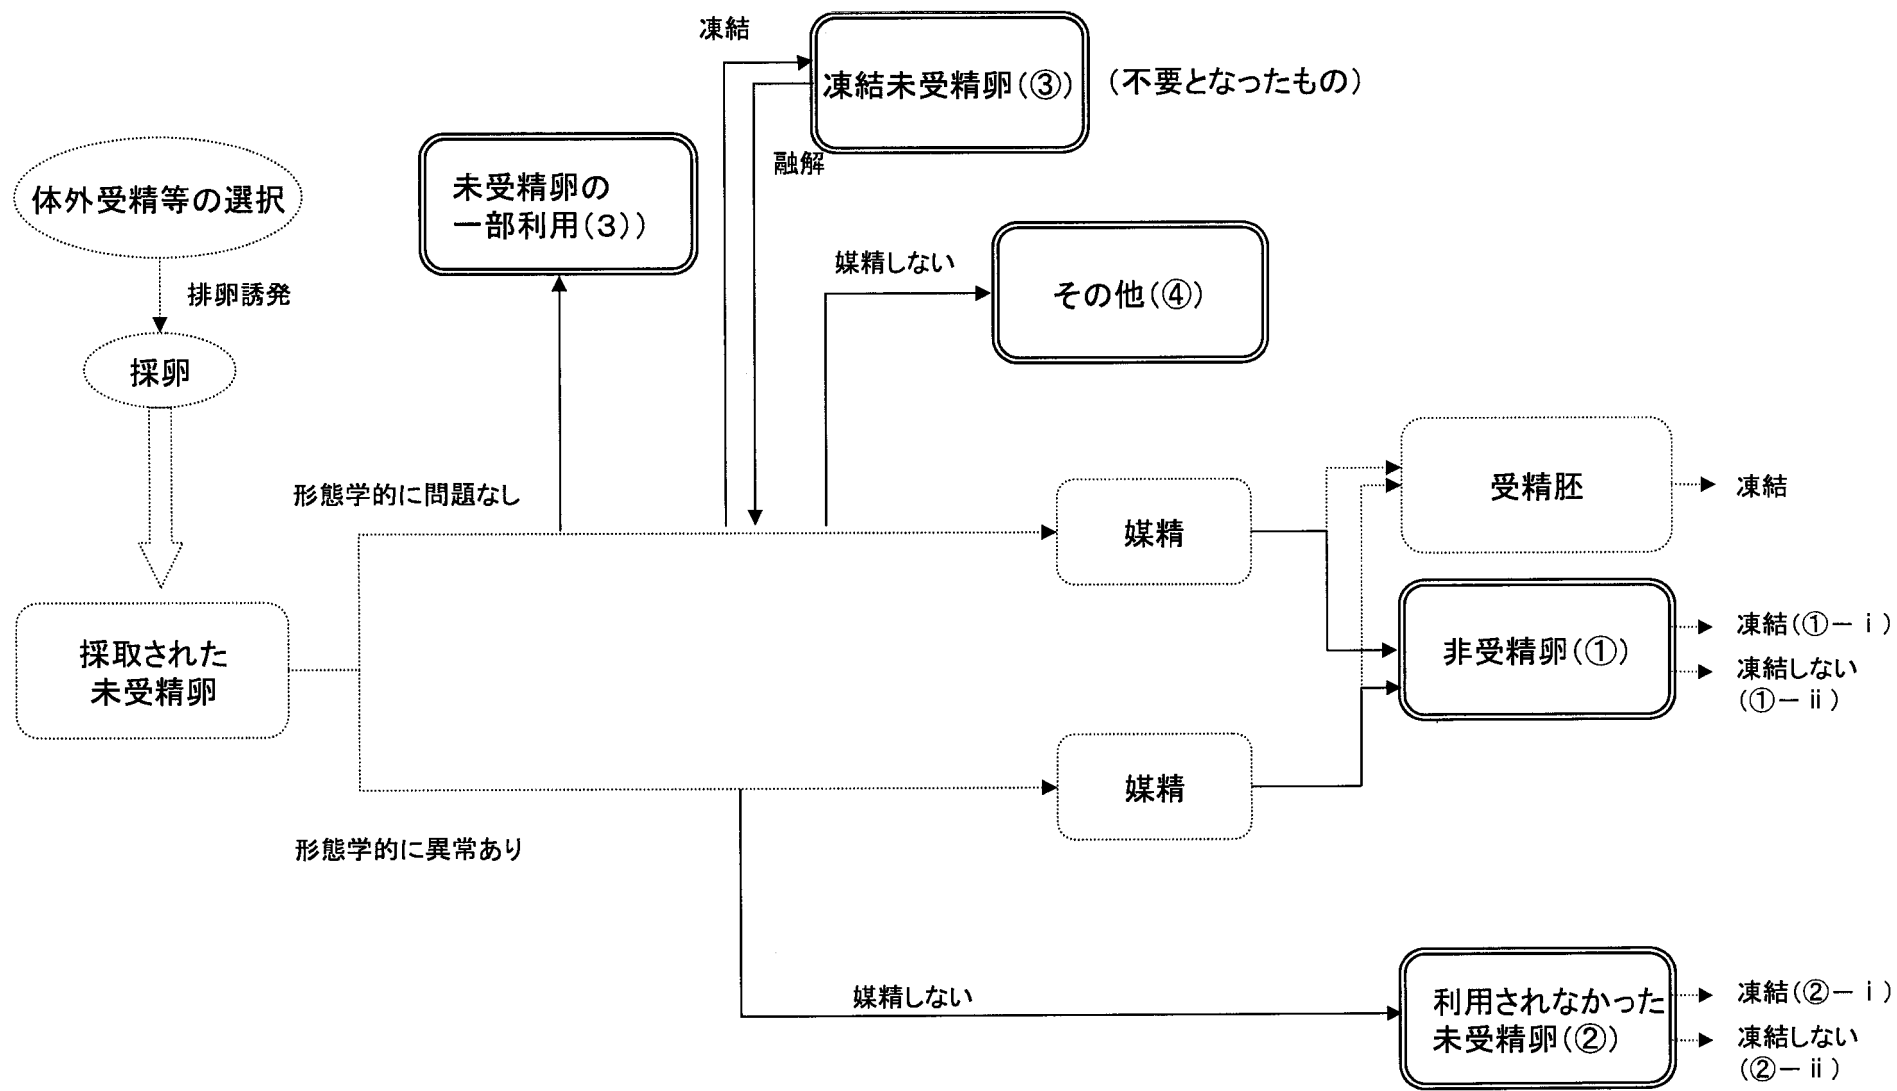 凍結
凍結未受精卵(③)
(不要となったもの)
融解
未受精卵の
一部利用(3))
体外受精等の選択
排卵誘発
媒精しない
その他(④)
採卵
形態学的に問題なし
媒精
受精胚
凍結
採取された
未受精卵
非受精卵(①)
凍結(①-ⅰ)
凍結しない
(①-ⅱ)
媒精
形態学的に異常あり
媒精しない
利用されなかった
未受精卵(②)
凍結(②-ⅰ)
凍結しない
(②-ⅱ)